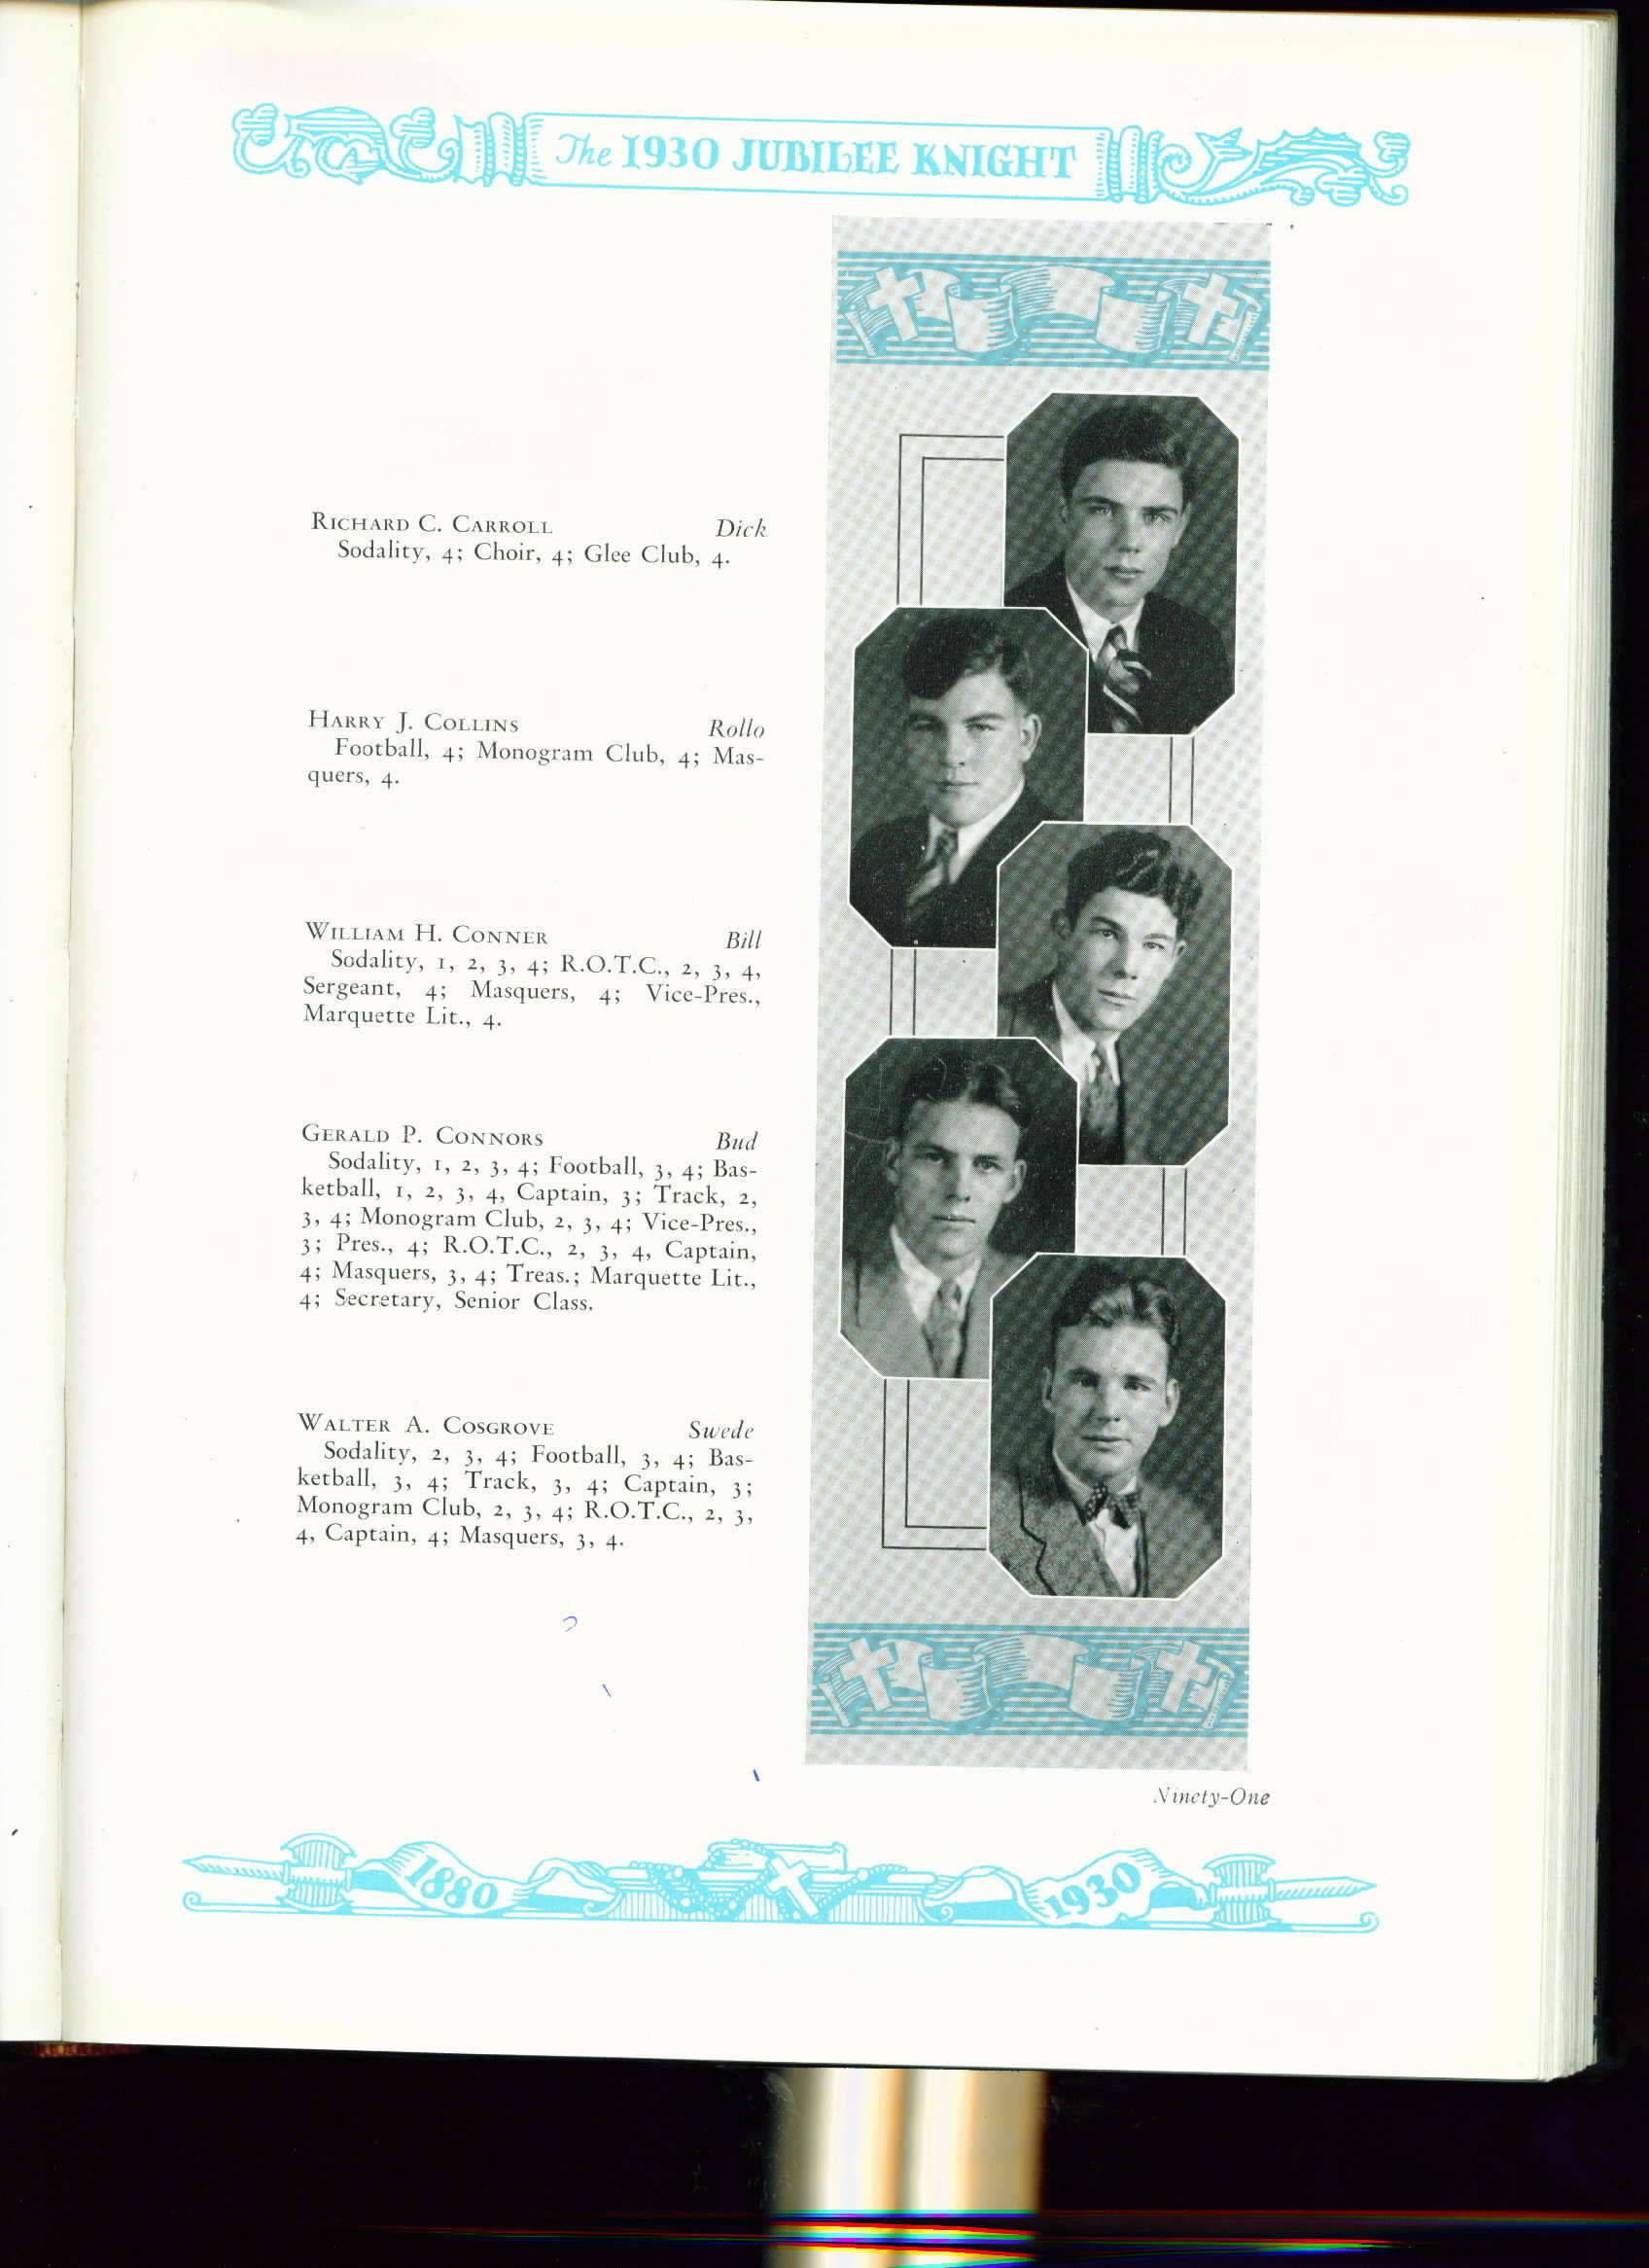 The 1930 JUBILEE KNIGHT
RICHARD C. CARROLL Dick
Sodality, 4; Choir, 4; Glee Club, 4.
HARRY J. COLLINS Rollo
Football, 4; Monogram Club, 4; Mas-
quers, 4.
WILLIAM H. CONNER Bill
Sodality, 1, 2, 3, 4; R.O.T.C., 2, 3, 4,
Sergeant, 4; Masquers, 4; Vice-Pres.,
Marquette Lit., 4.
GERALD P. CONNORS Bud
Sodality, 1, 2, 3, 4; Football, 3, 4; Bas-
ketball, 1, 2, 3, 4, Captain, 3; Track, 2,
3, 4; Monogram Club, 2, 3, 4; Vice-Pres.,
3; Pres., 4; R.O.T.C., 2, 3, 4, Captain,
4; Masquers, 3, 4; Treas.; Marquette Lit.,
4; Secretary, Senior Class.
WALTER A. COSGROVE Swede
Sodality, 2, 3, 4; Football, 3, 4; Bas-
ketball, 3, 4; Track, 3, 4; Captain, 3;
Monogram Club, 2, 3, 4; R.O.T.C., 2, 3,
4, Captain, 4; Masquers, 3, 4.
Ninety-One
1880 1930